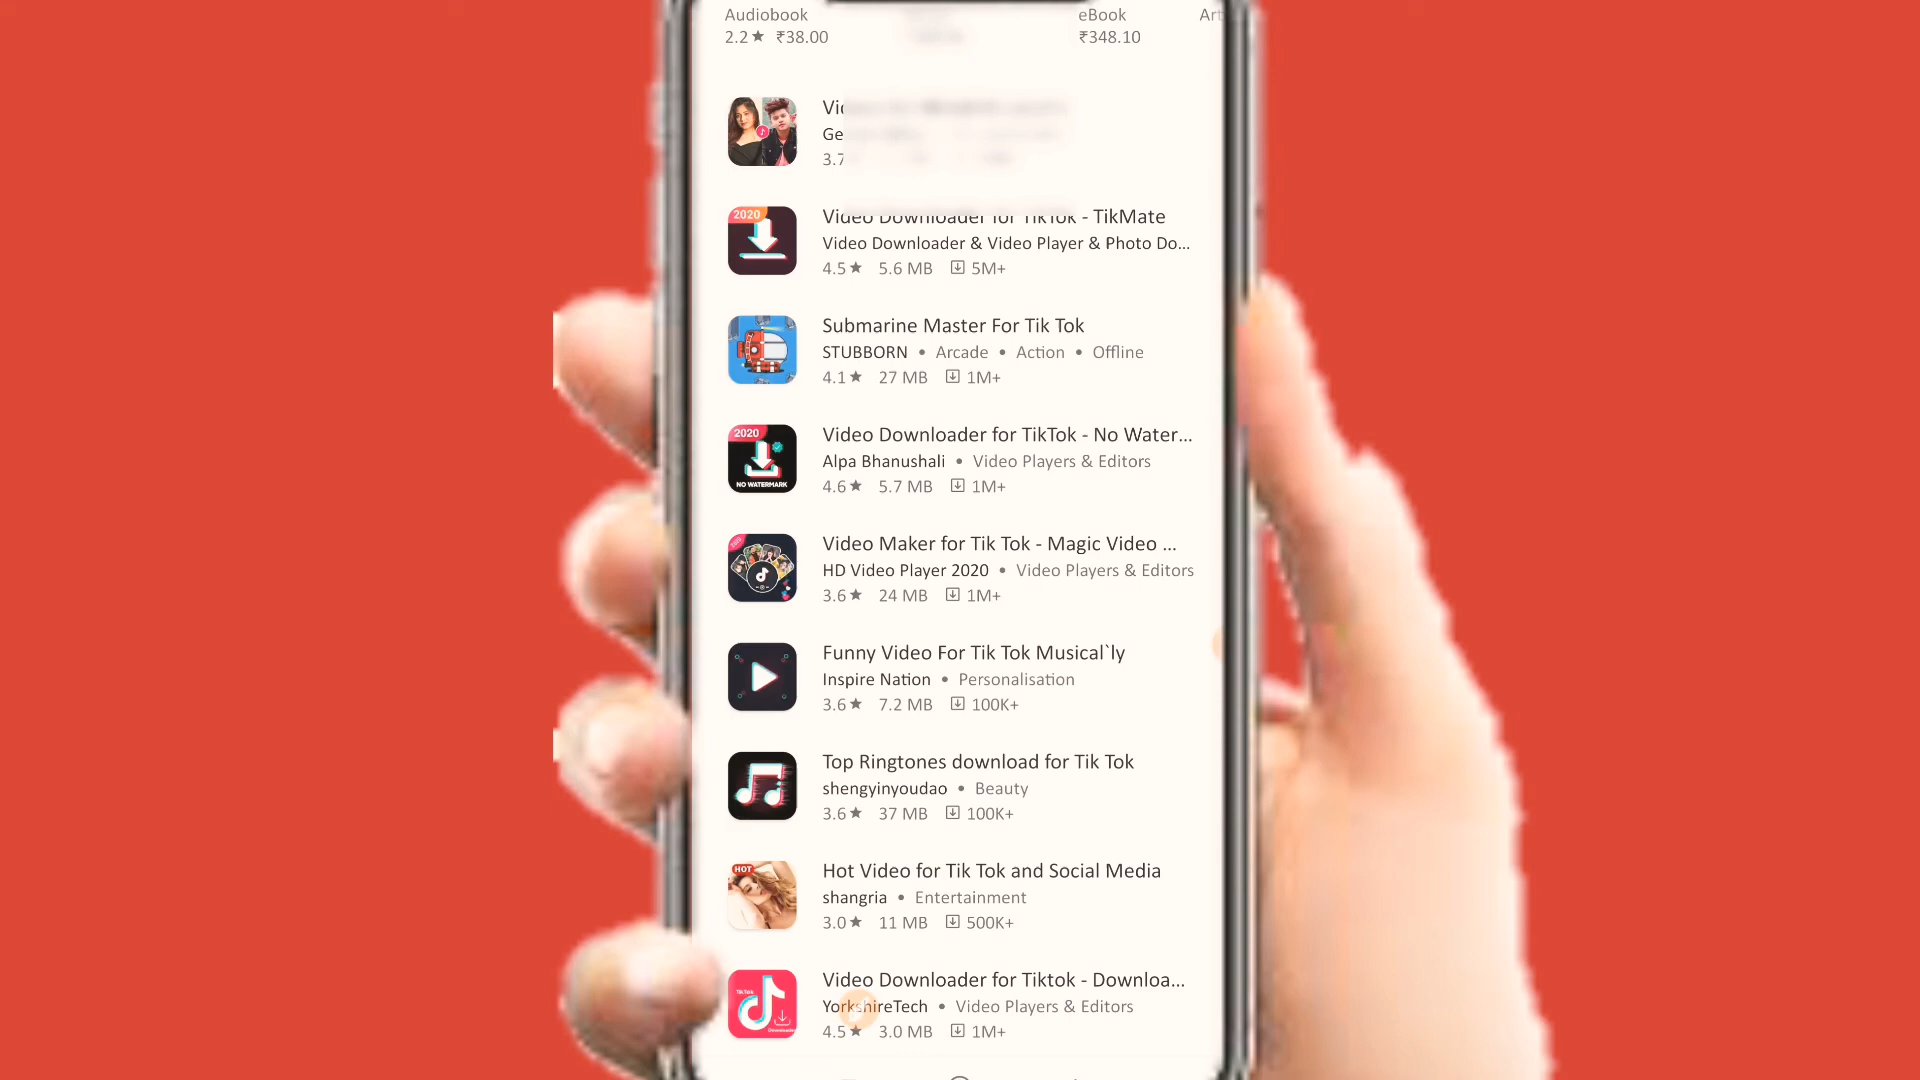 Audiobook
eBook
Art
2.2★ ₹38.00
₹348.10
Vi
Ge
3.7
2020
Video Downloader for TikTok - TikMate
Video Downloader & Video Player & Photo Do...
4.5★ 5.6 MB 5M+
Submarine Master For Tik Tok
STUBBORN • Arcade • Action • Offline
4.1★ 27 MB 1M+
2020
NO WATERMARK
Video Downloader for TikTok - No Water...
Alpa Bhanushali • Video Players & Editors
4.6★ 5.7 MB 1M+
Video Maker for Tik Tok - Magic Video ...
HD Video Player 2020 • Video Players & Editors
3.6★ 24 MB 1M+
Funny Video For Tik Tok Musical`ly
Inspire Nation • Personalisation
3.6★ 7.2 MB 100K+
Top Ringtones download for Tik Tok
shengyinyoudao • Beauty
3.6★ 37 MB 100K+
HOT
Hot Video for Tik Tok and Social Media
shangria • Entertainment
3.0★ 11 MB 500K+
TikTok
Video Downloader for Tiktok - Downloa...
YorkshireTech • Video Players & Editors
4.5★ 3.0 MB 1M+